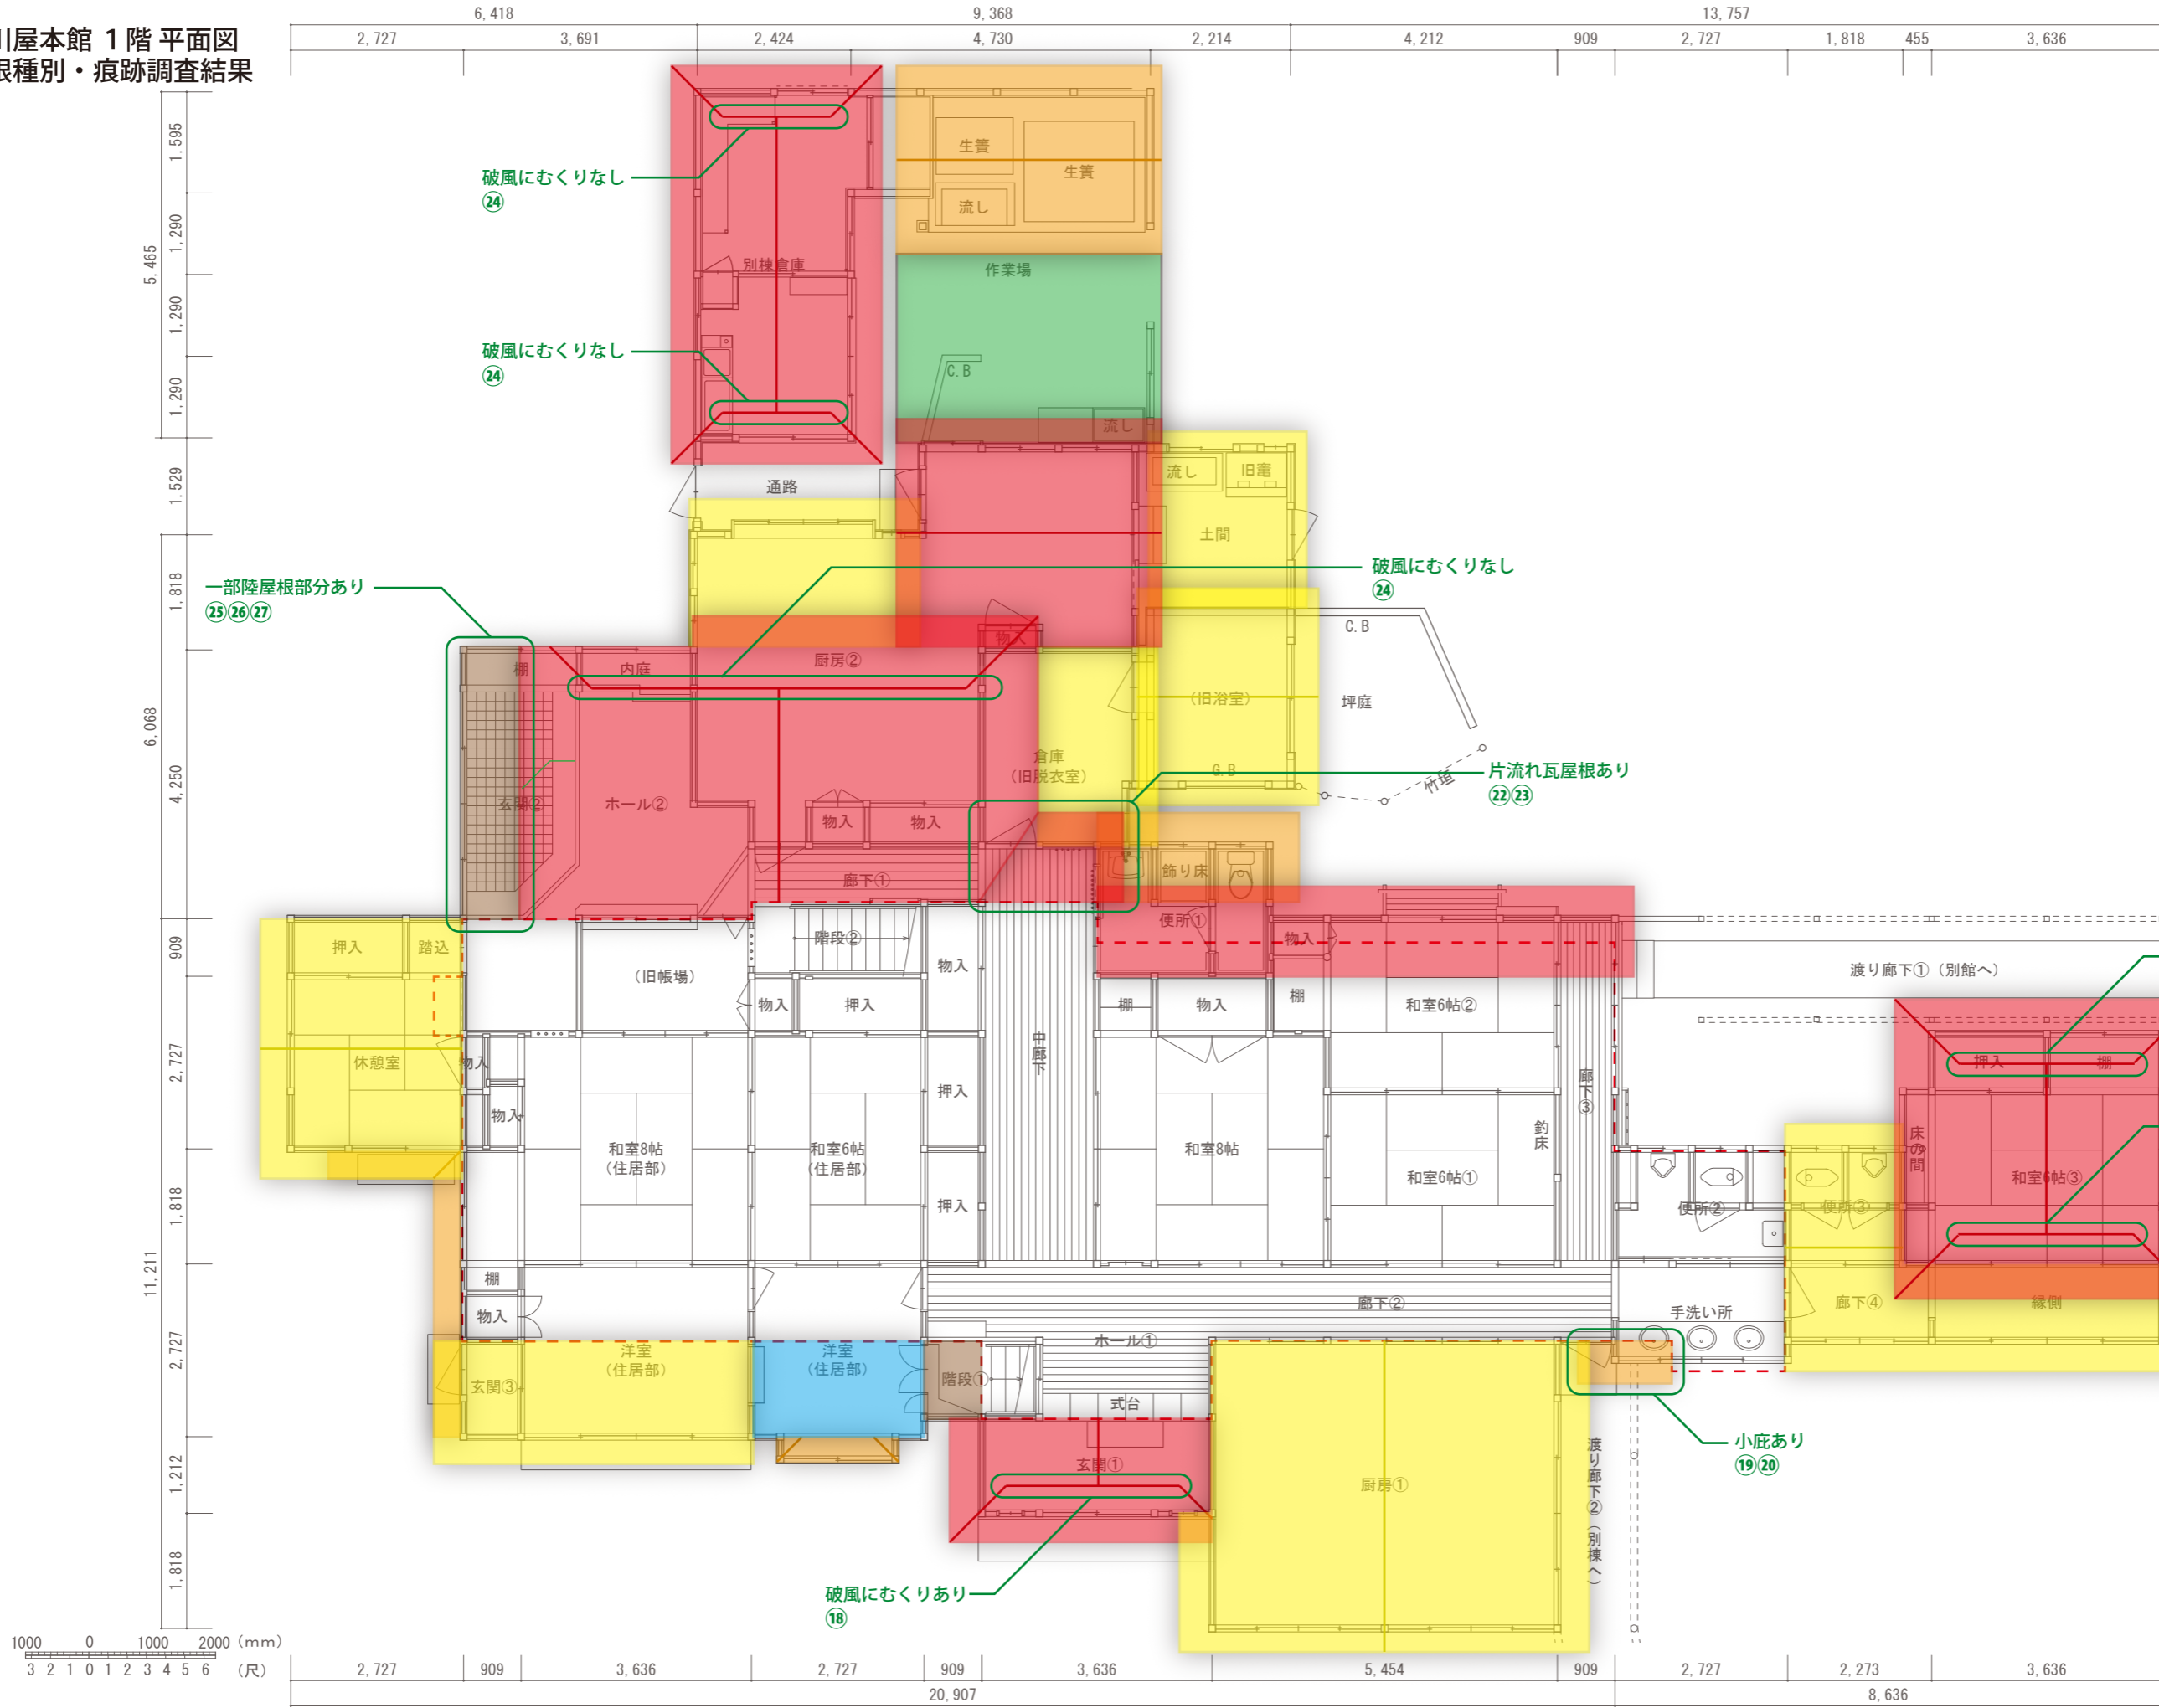 川屋本館 1階 平面図
根種別・痕跡調査結果
6,418
9,368
13,757
2,727
3,691
2,424
4,730
2,214
4,212
909
2,727
1,818
455
3,636
1,595
1,290
5,465
1,290
1,290
1,529
1,818
6,068
4,250
909
2,727
1,818
11,211
2,727
1,212
1,818
破風にむくりなし
㉔
破風にむくりなし
㉔
生簀
生簀
流し
別棟倉庫
作業場
C.B
流し
通路
流し
旧竈
土間
一部陸屋根部分あり
㉕㉖㉗
破風にむくりなし
㉔
C.B
物入
棚
内庭
厨房②
(旧浴室)
坪庭
倉庫
(旧脱衣室)
G.B
竹垣
片流れ瓦屋根あり
㉒㉓
玄関②
ホール②
物入
物入
廊下①
飾り床
便所①
階段②
物入
押入
踏込
(旧帳場)
物入
物入
押入
棚
物入
棚
和室6帖②
渡り廊下①(別館へ)
休憩室
物入
物入
中廊下
廊下③
押入
棚
押入
和室8帖
(住居部)
和室6帖
(住居部)
和室8帖
釣床
床の間
和室6帖①
和室6帖③
押入
便所②
便所③
棚
物入
廊下②
手洗い所
廊下④
縁側
ホール①
洋室
(住居部)
洋室
(住居部)
玄関③
階段①
式台
小庇あり
⑲⑳
玄関①
厨房①
渡り廊下②(別棟へ)
破風にむくりあり
⑱
1000 0 1000 2000 (mm)
3 2 1 0 1 2 3 4 5 6 (尺)
2,727
909
3,636
2,727
909
3,636
5,454
909
2,727
2,273
3,636
20,907
8,636